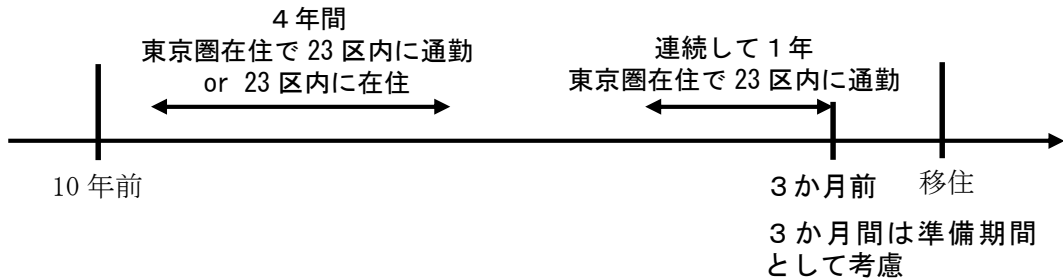 ４年間
東京圏在住で 23 区内に通勤
or 23 区内に在住
連続して１年
東京圏在住で 23 区内に通勤
10 年前
３か月前
移住
３か月間は準備期間
として考慮